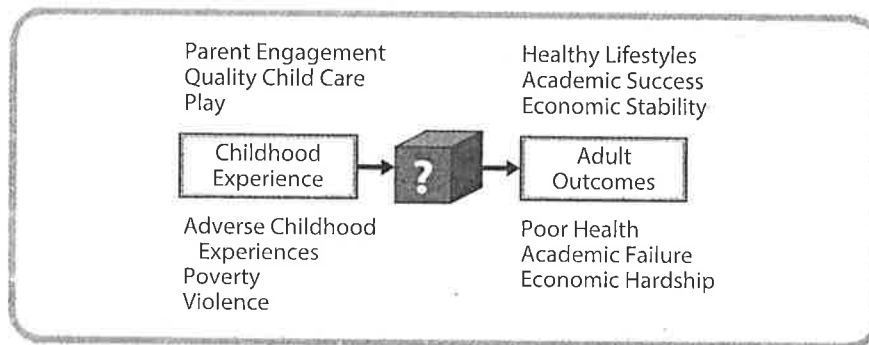 Parent Engagement
Quality Child Care
Play
Healthy Lifestyles
Academic Success
Economic Stability
Childhood
Experience
?
Adult
Outcomes
Adverse Childhood
Experiences
Poverty
Violence
Poor Health
Academic Failure
Economic Hardship